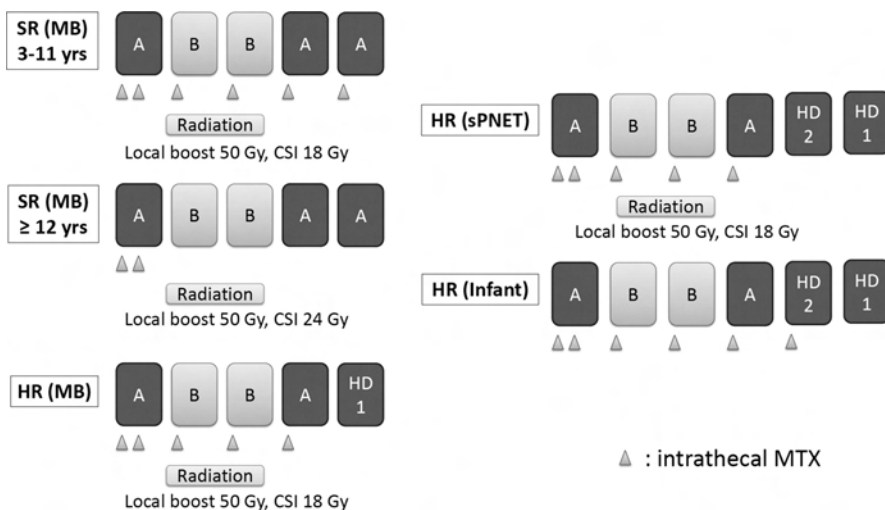 SR (MB)
3-11 yrs
A B B A A
Radiation
Local boost 50 Gy, CSI 18 Gy
SR (MB)
≥ 12 yrs
A B B A A
Radiation
Local boost 50 Gy, CSI 24 Gy
HR (MB)
A B B A HD 1
Radiation
Local boost 50 Gy, CSI 18 Gy
HR (sPNET)
A B B A HD 2 HD 1
Radiation
Local boost 50 Gy, CSI 18 Gy
HR (Infant)
A B B A HD 2 HD 1
: intrathecal MTX